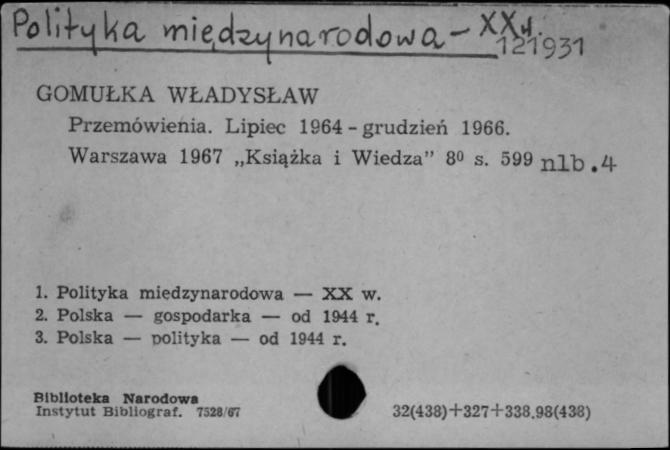 Polityka międzynarodowa – XX w.
121931
GOMUŁKA WŁADYSŁAW
Przemówienia. Lipiec 1964 - grudzień 1966.
Warszawa 1967 „Książka i Wiedza” 8⁰ s. 599 nlb.4
1. Polityka miedzynarodowa — XX w.
2. Polska — gospodarka — od 1944 r.
3. Polska — polityka — od 1944 r.
Biblioteka Narodowa
Instytut Bibliograf. 7528/67
32(438)+327+338.98(438)